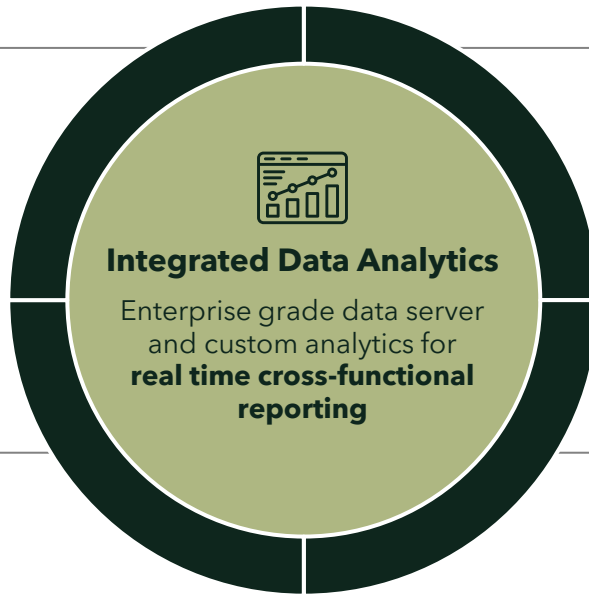 Integrated Data Analytics
Enterprise grade data server
and custom analytics for
real time cross-functional
reporting